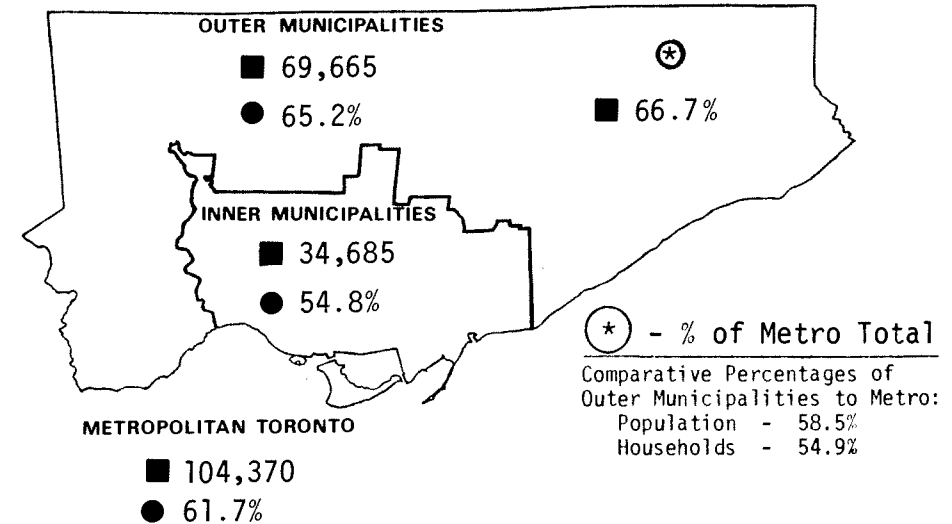 OUTER MUNICIPALITIES
■ 69,665
● 65.2%
*
■ 66.7%
INNER MUNICIPALITIES
■ 34,685
● 54.8%
* - % of Metro Total
Comparative Percentages of
Outer Municipalities to Metro:
Population - 58.5%
Households - 54.9%
METROPOLITAN TORONTO
■ 104,370
● 61.7%